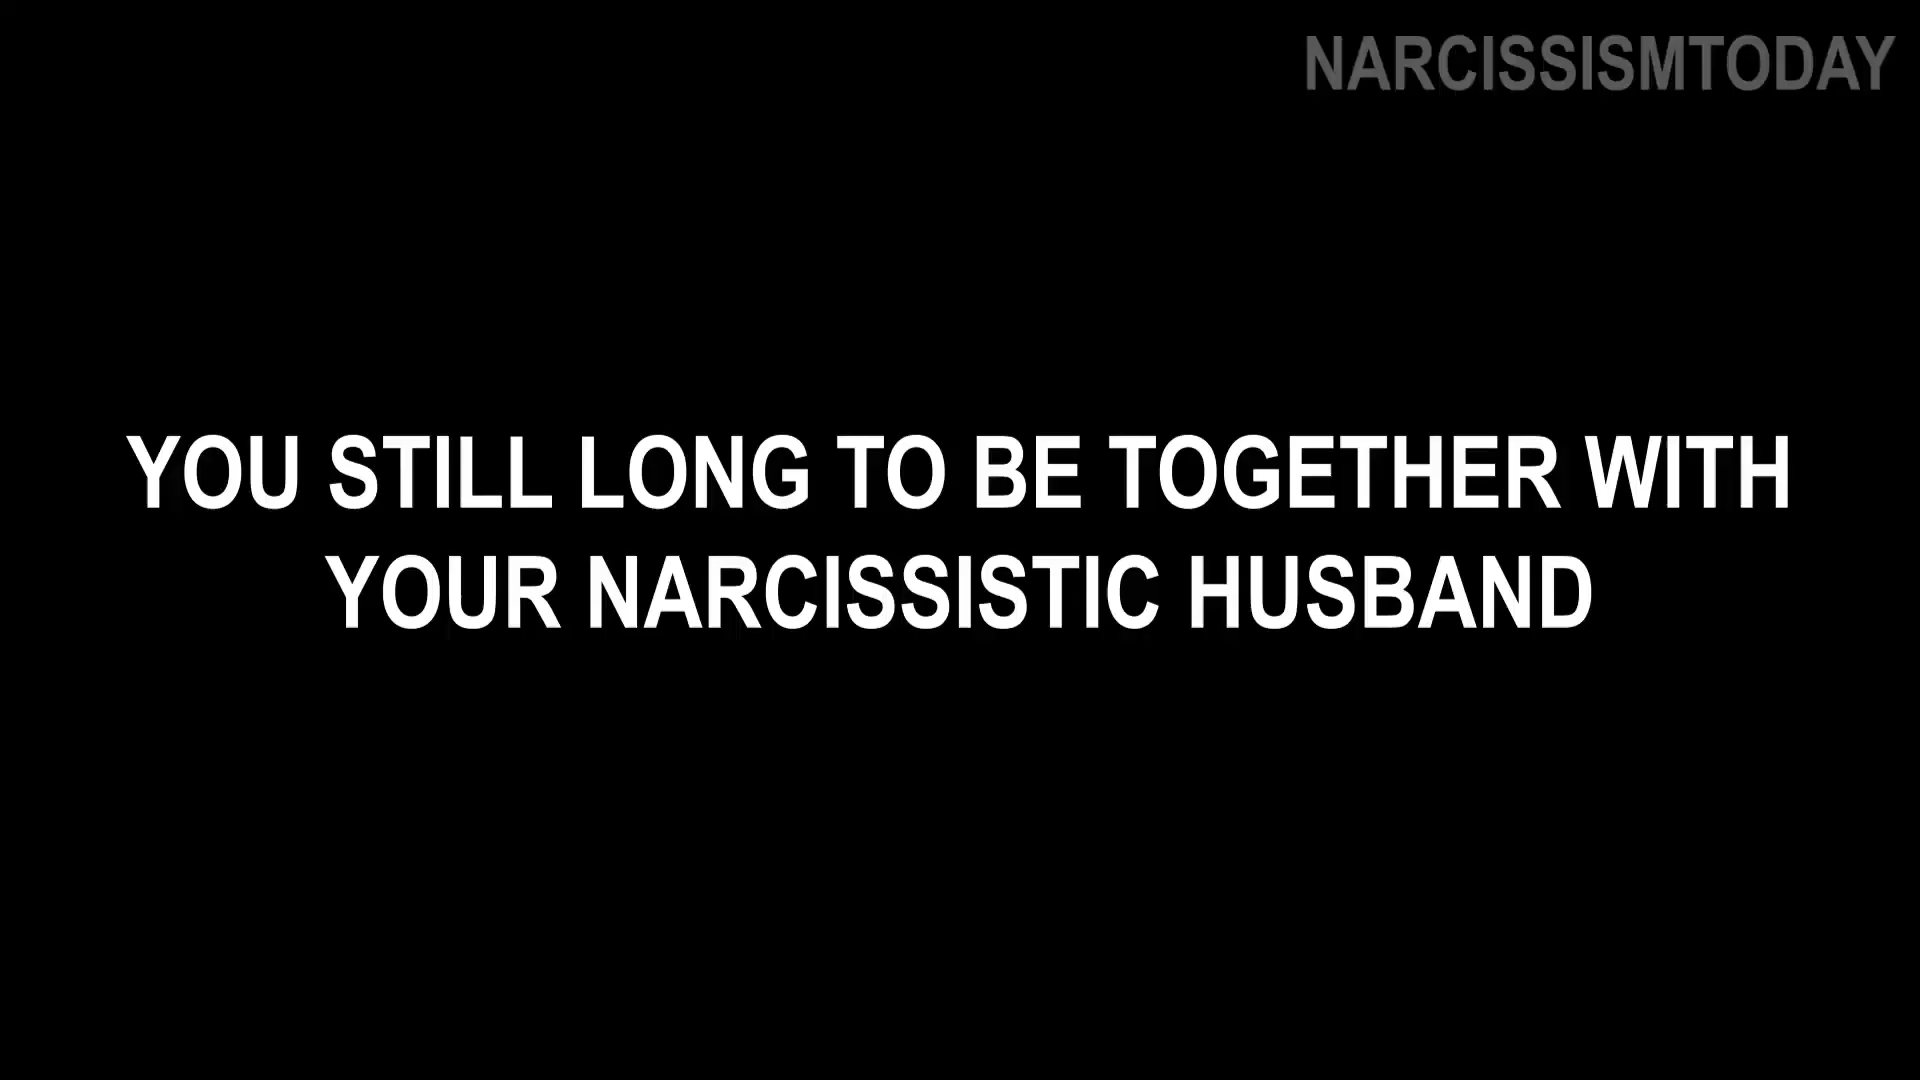 NARCISSISMTODAY
YOU STILL LONG TO BE TOGETHER WITH
YOUR NARCISSISTIC HUSBAND